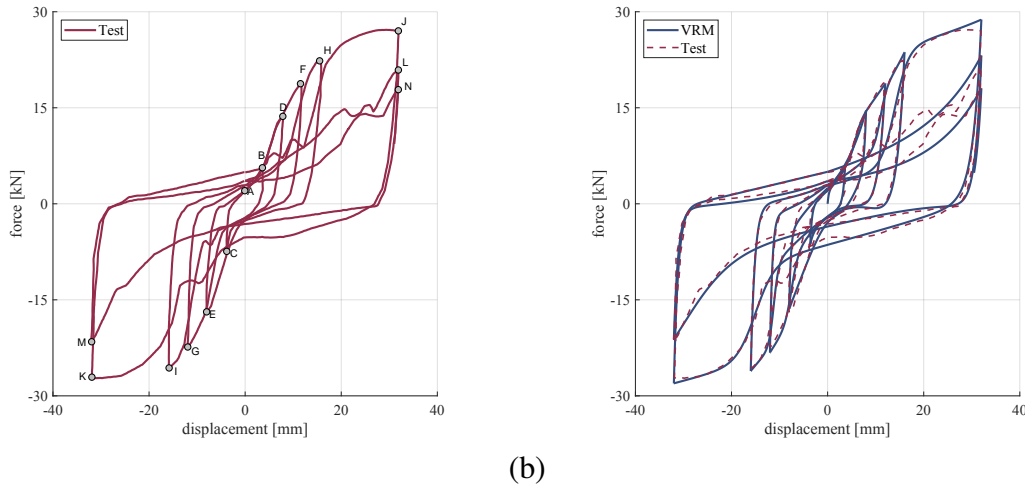 30
15
0
-15
-30
-40
-20
0
20
40
force [kN]
displacement [mm]
Test
A
B
C
D
E
F
G
H
I
J
K
L
M
N
30
15
0
-15
-30
-40
-20
0
20
40
force [kN]
displacement [mm]
VRM
Test
(b)